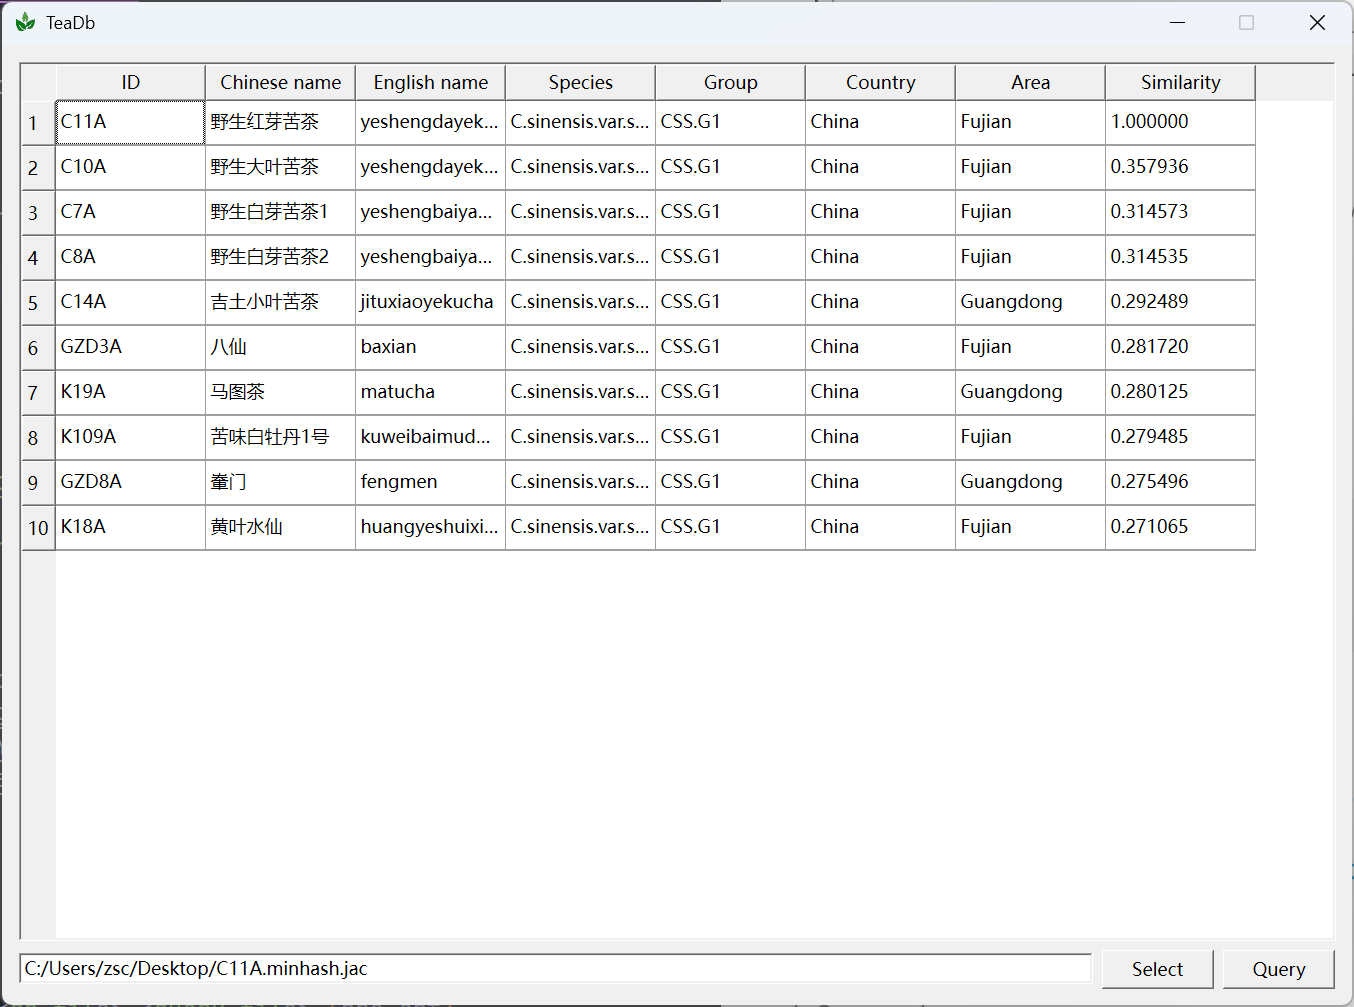 TeaDb
ID Chinese name English name Species Group Country Area Similarity
1 C11A 野生红芽苦茶 yeshengdayek... C.sinensis.var.s... CSS.G1 China Fujian 1.000000
2 C10A 野生大叶苦茶 yeshengdayek... C.sinensis.var.s... CSS.G1 China Fujian 0.357936
3 C7A 野生白芽苦茶1 yeshengbaiya... C.sinensis.var.s... CSS.G1 China Fujian 0.314573
4 C8A 野生白芽苦茶2 yeshengbaiya... C.sinensis.var.s... CSS.G1 China Fujian 0.314535
5 C14A 吉土小叶苦茶 jituxiaoyekucha C.sinensis.var.s... CSS.G1 China Guangdong 0.292489
6 GZD3A 八仙 baxian C.sinensis.var.s... CSS.G1 China Fujian 0.281720
7 K19A 马图茶 matucha C.sinensis.var.s... CSS.G1 China Guangdong 0.280125
8 K109A 苦味白牡丹1号 kuweibaimud... C.sinensis.var.s... CSS.G1 China Fujian 0.279485
9 GZD8A fengmen C.sinensis.var.s... CSS.G1 China Guangdong 0.275496
10 K18A 黄叶水仙 huangyeshuixi... C.sinensis.var.s... CSS.G1 China Fujian 0.271065
C:/Users/zsc/Desktop/C11A.minhash.jac Select Query